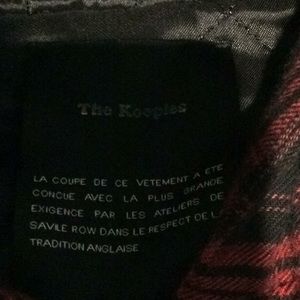 The Kooples
LA COUPE DE CE VETEMENT A ETE
CONCUE AVEC LA PLUS GRANDE
EXIGENCE PAR LES ATELIERS DE
SAVILE ROW DANS LE RESPECT DE LA
TRADITION ANGLAISE